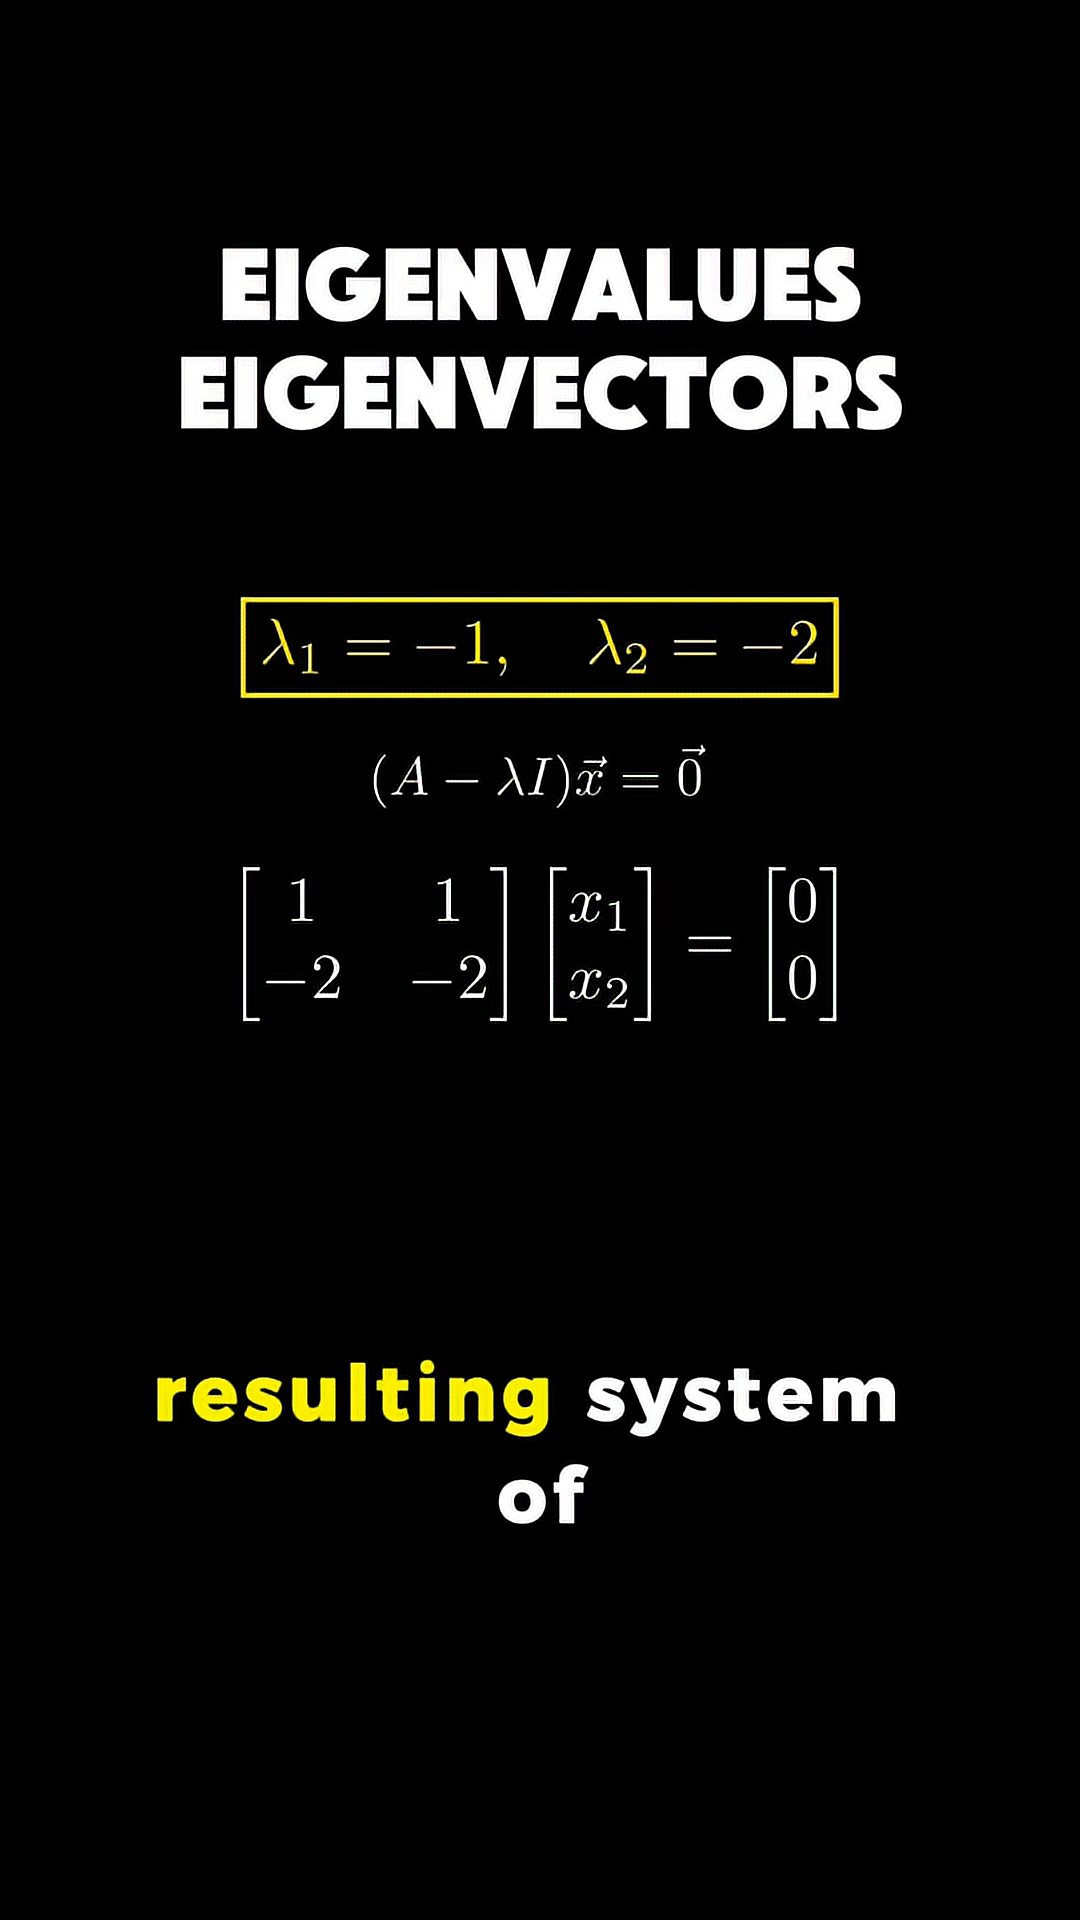 EIGENVALUES
EIGENVECTORS
λ₁ = −1, λ₂ = −2
(A − λI)x⃗ = 0⃗
[1 1; −2 −2] [x₁; x₂] = [0; 0]
resulting system
of